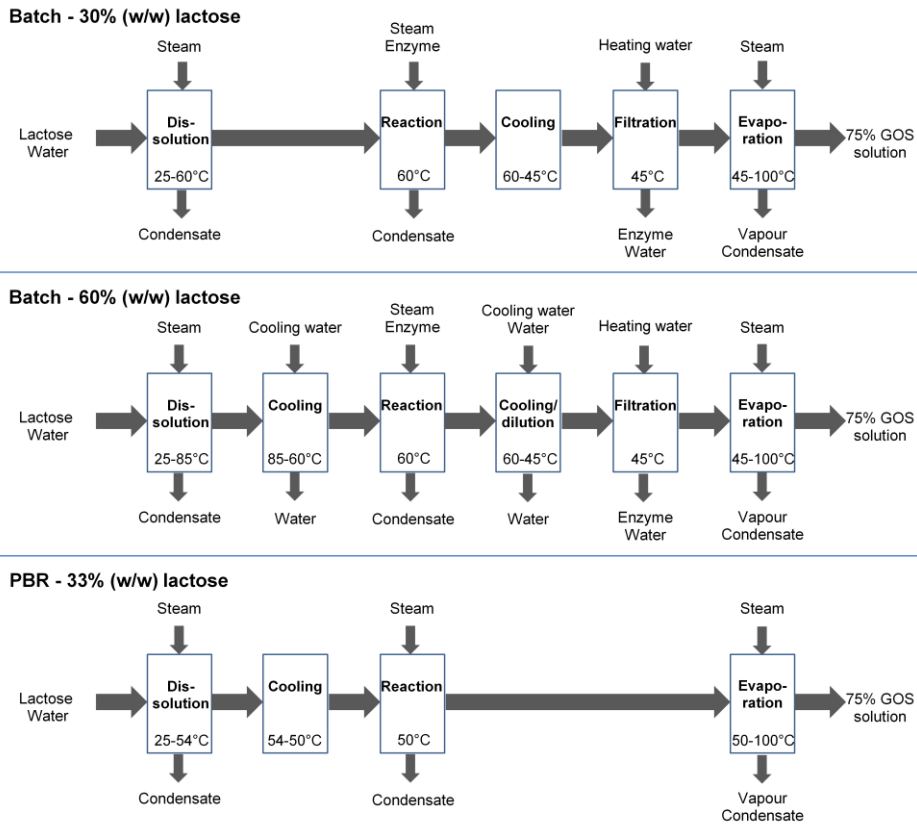 Batch - 30% (w/w) lactose
Steam
Steam
Enzyme
Heating water
Steam
Lactose
Water
Dis-
solution
25-60°C
Reaction
60°C
Cooling
60-45°C
Filtration
45°C
Evapo-
ration
45-100°C
75% GOS
solution
Condensate
Condensate
Enzyme
Water
Vapour
Condensate
Batch - 60% (w/w) lactose
Steam
Cooling water
Steam
Enzyme
Cooling water
Water
Heating water
Steam
Lactose
Water
Dis-
solution
25-85°C
Cooling
85-60°C
Reaction
60°C
Cooling/
dilution
60-45°C
Filtration
45°C
Evapo-
ration
45-100°C
75% GOS
solution
Condensate
Water
Condensate
Water
Enzyme
Water
Vapour
Condensate
PBR - 33% (w/w) lactose
Steam
Steam
Steam
Lactose
Water
Dis-
solution
25-54°C
Cooling
54-50°C
Reaction
50°C
Evapo-
ration
50-100°C
75% GOS
solution
Condensate
Condensate
Vapour
Condensate